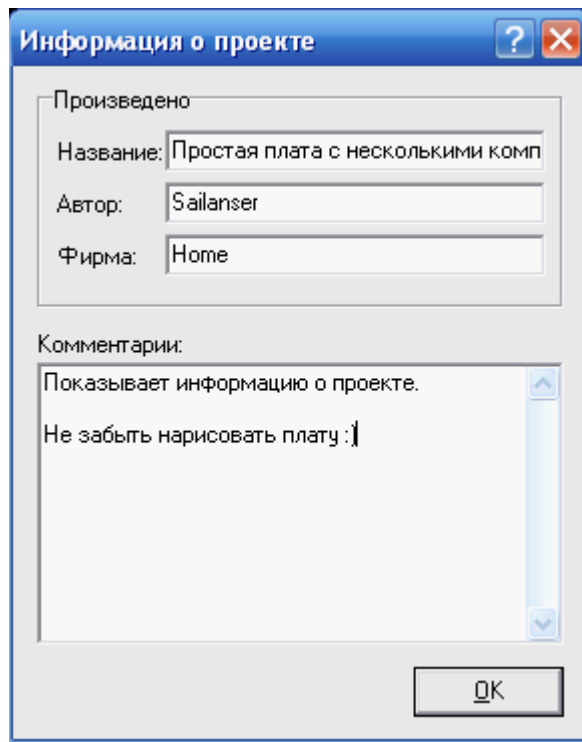 Информация о проекте
Произведено
Название: Простая плата с несколькими комп
Автор: Sailanser
Фирма: Home
Комментарии:
Показывает информацию о проекте.
Не забыть нарисовать плату :)
OK